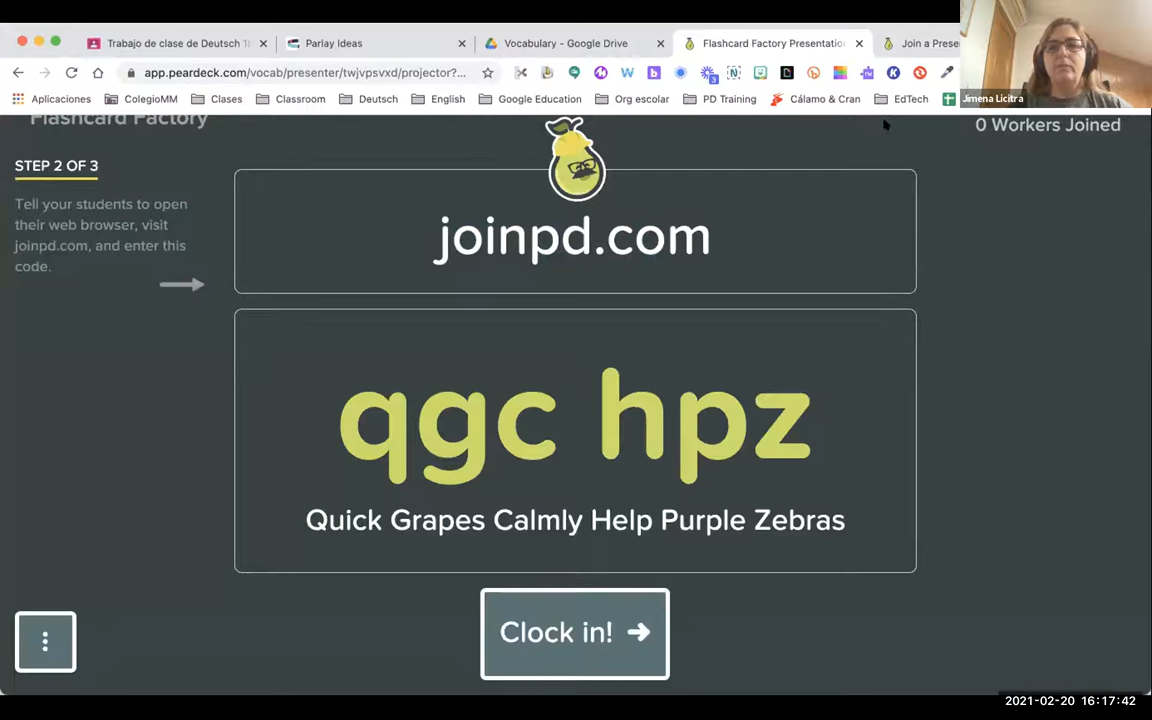 Trabajo de clase de Deutsch 1
Parlay Ideas
Vocabulary - Google Drive
Flashcard Factory Presentatio
Join a Prese
app.peardeck.com/vocab/presenter/twjvpsvxd/projector?...
Aplicaciones
ColegioMM
Clases
Classroom
Deutsch
English
Google Education
Org escolar
PD Training
Cálamo & Cran
EdTech
Jimena Licitra
Flashcard Factory
0 Workers Joined
STEP 2 OF 3
Tell your students to open
their web browser, visit
joinpd.com, and enter this
code.
joinpd.com
qgc hpz
Quick Grapes Calmly Help Purple Zebras
Clock in!
2021-02-20 16:17:42